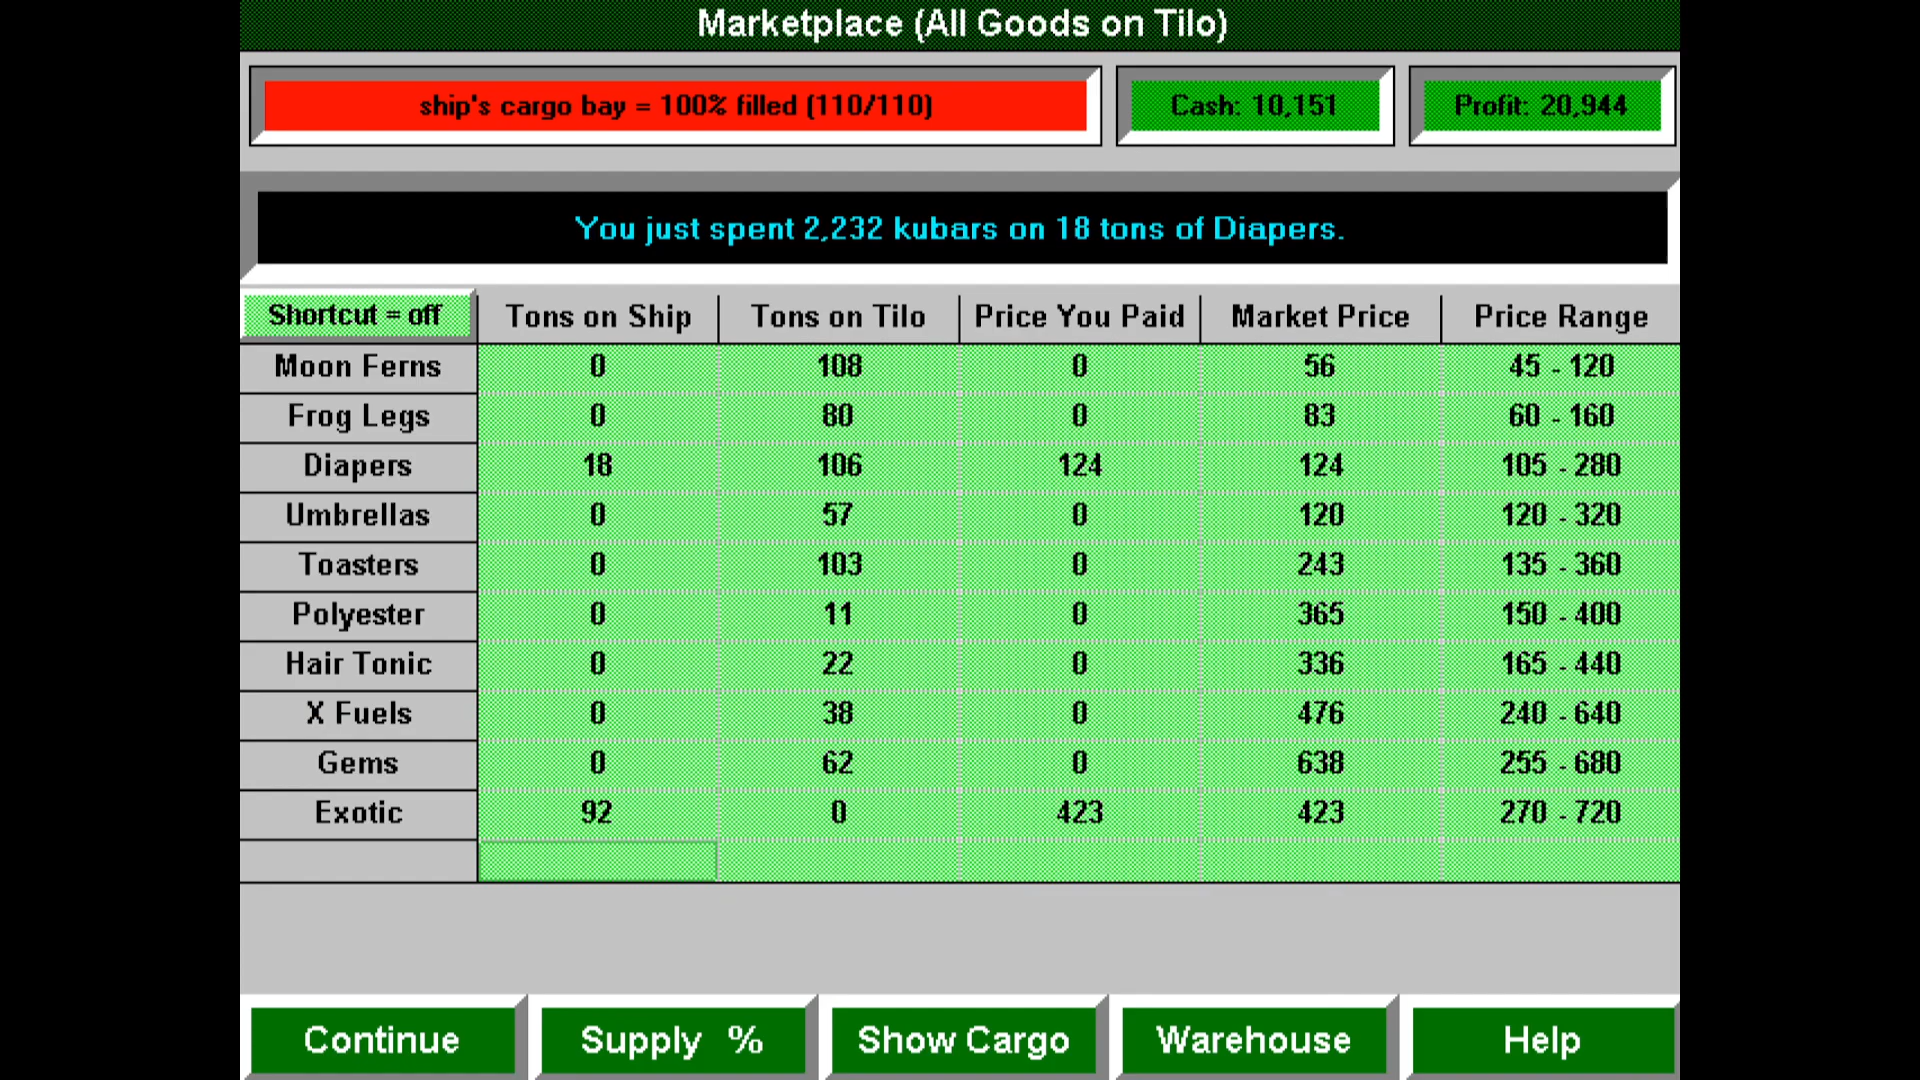 Marketplace (All Goods on Tilo)
ship's cargo bay = 100% filled (110/110)
Cash: 10,151
Profit: 20,944
You just spent 2,232 kubars on 18 tons of Diapers.
Shortcut = off Tons on Ship Tons on Tilo Price You Paid Market Price Price Range
Moon Ferns 0 108 0 56 45 - 120
Frog Legs 0 80 0 83 60 - 160
Diapers 18 106 124 124 105 - 280
Umbrellas 0 57 0 120 120 - 320
Toasters 0 103 0 243 135 - 360
Polyester 0 11 0 365 150 - 400
Hair Tonic 0 22 0 336 165 - 440
X Fuels 0 38 0 476 240 - 640
Gems 0 62 0 638 255 - 680
Exotic 92 0 423 423 270 - 720
Continue Supply % Show Cargo Warehouse Help